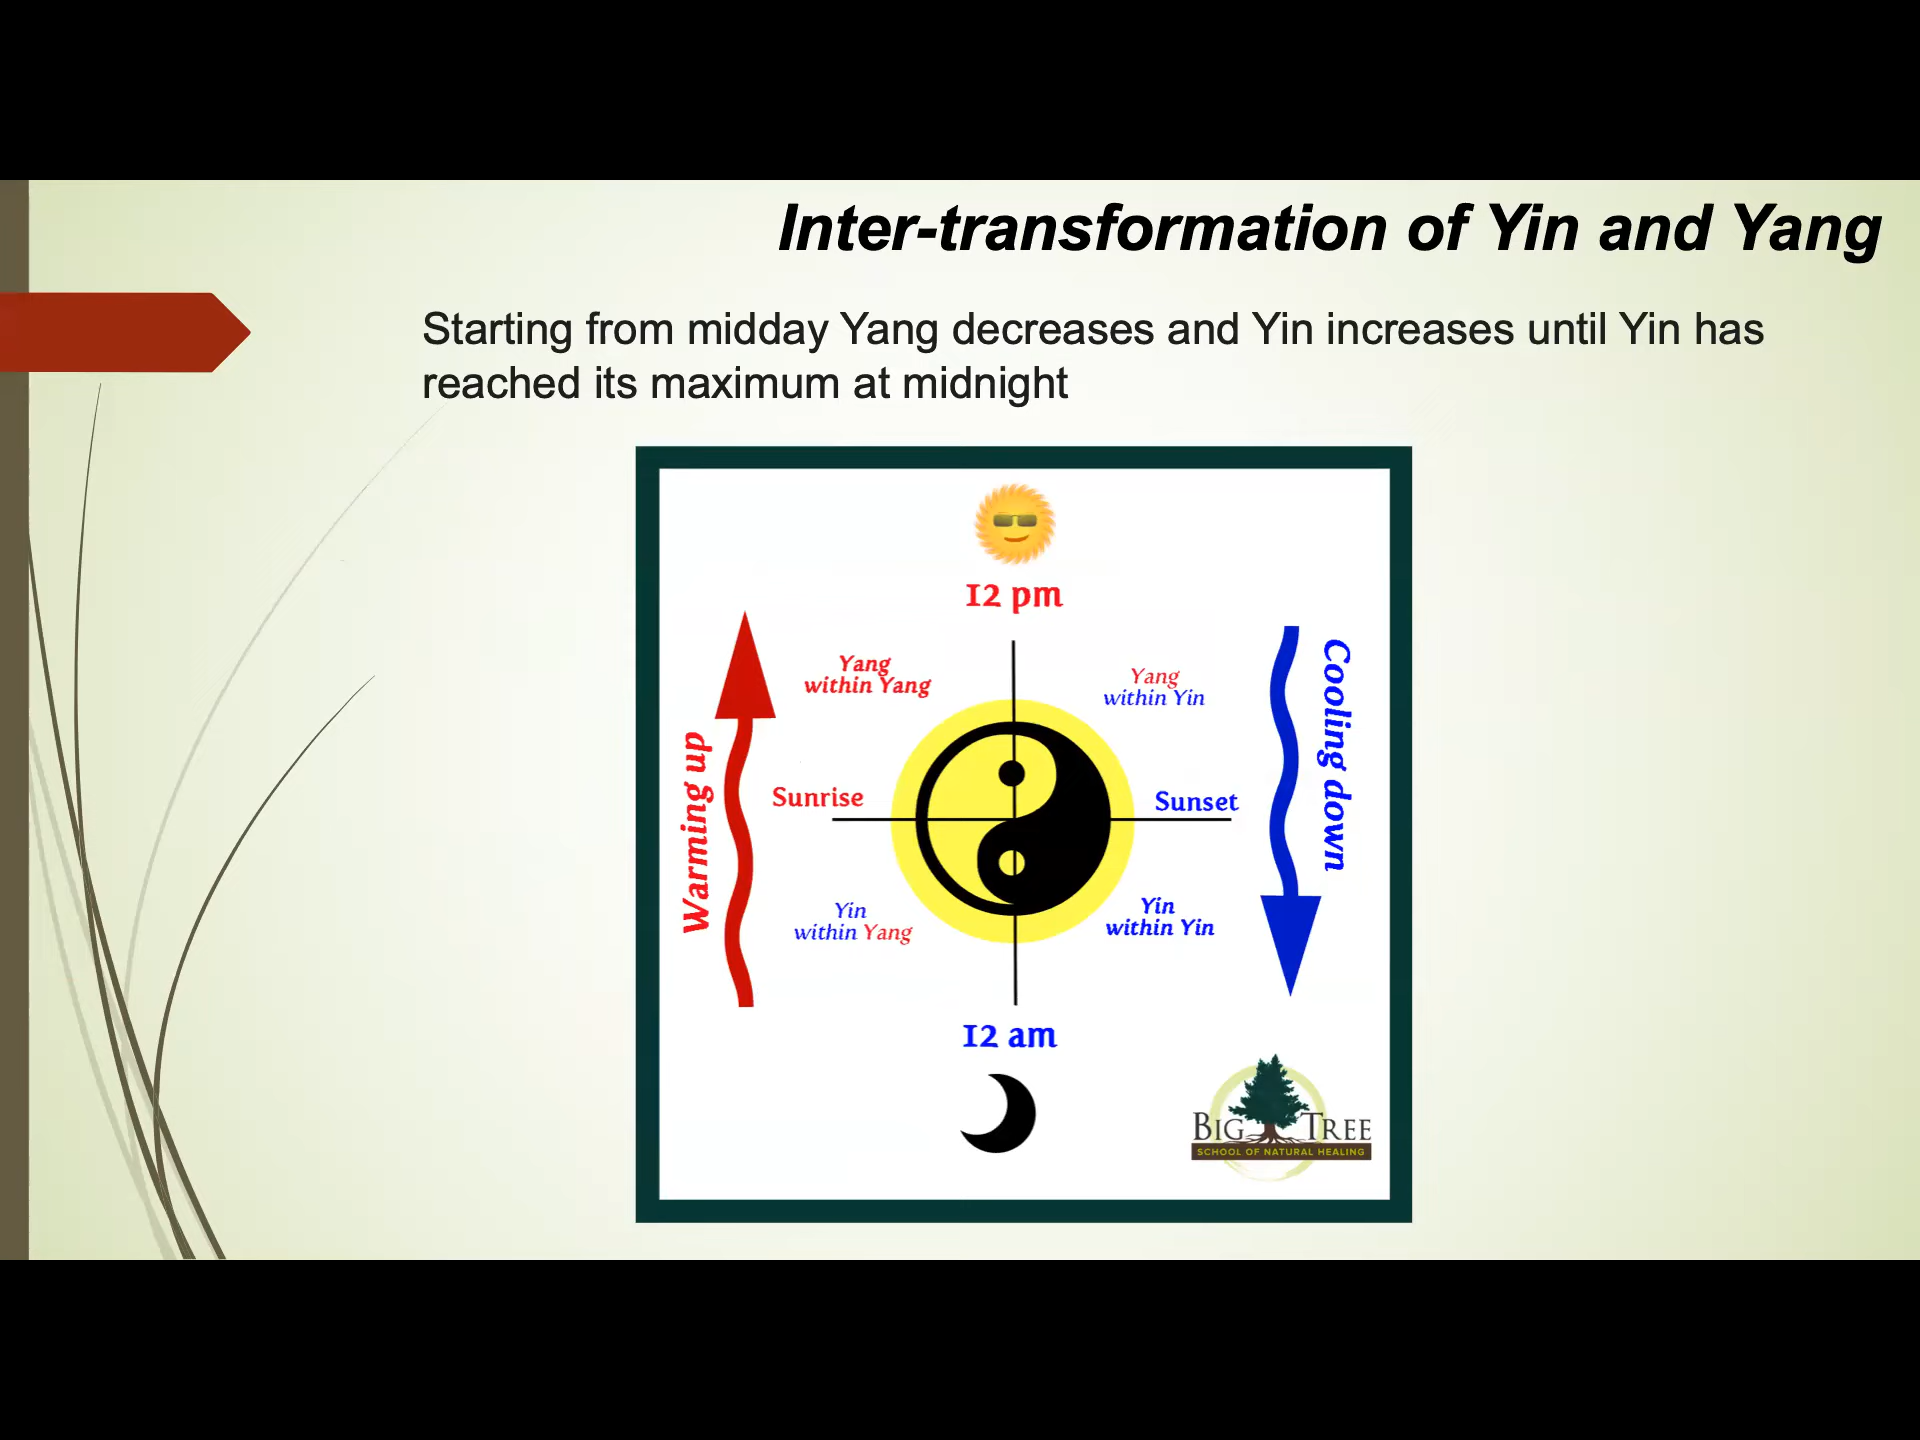 Inter-transformation of Yin and Yang
Starting from midday Yang decreases and Yin increases until Yin has
reached its maximum at midnight
12 pm
Yang
within Yang
Yang
within Yin
Warming up
Cooling down
Sunrise
Sunset
Yin
within Yang
Yin
within Yin
12 am
BIG TREE
SCHOOL OF NATURAL HEALING